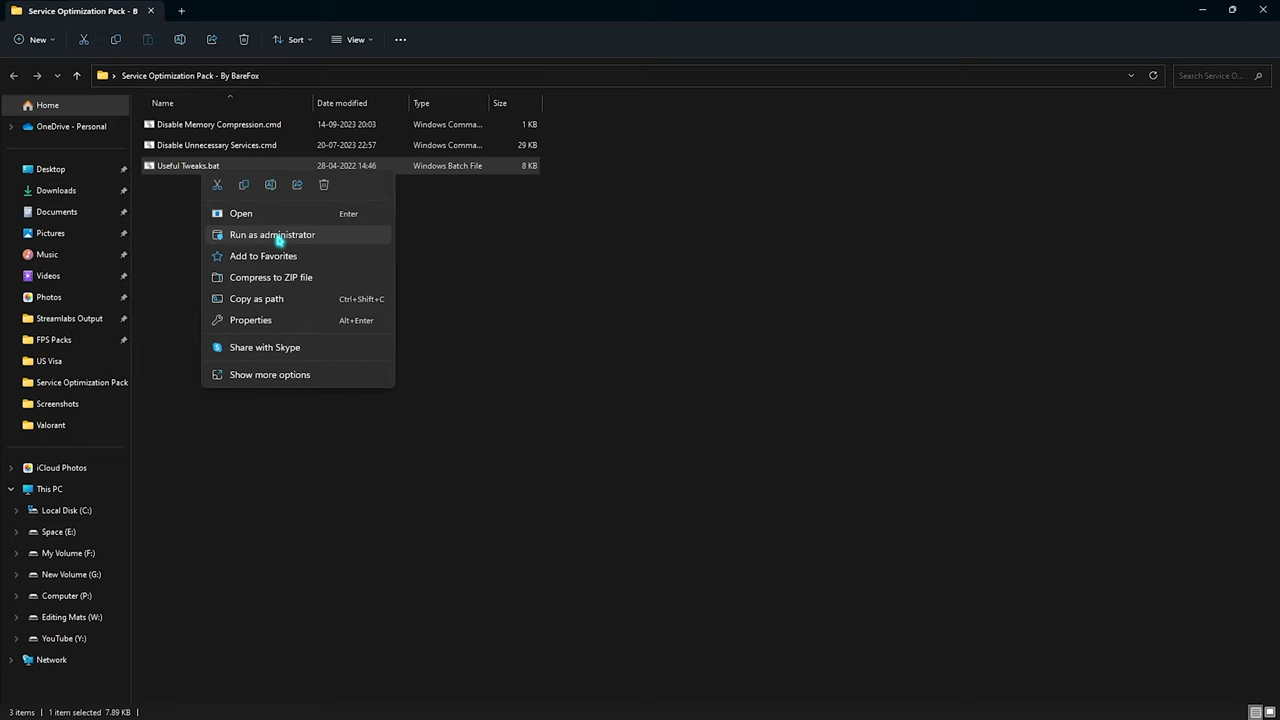 Service Optimization Pack - B
New
Sort
View
Service Optimization Pack - By BareFox
Search Service O...
Name
Date modified
Type
Size
Home
OneDrive - Personal
Desktop
Downloads
Documents
Pictures
Music
Videos
Photos
Streamlabs Output
FPS Packs
US Visa
Service Optimization Pack
Screenshots
Valorant
iCloud Photos
This PC
Local Disk (C:)
Space (E:)
My Volume (F:)
New Volume (G:)
Computer (P:)
Editing Mats (W:)
YouTube (Y:)
Network
Disable Memory Compression.cmd 14-09-2023 20:03 Windows Comma... 1 KB
Disable Unnecessary Services.cmd 20-07-2023 22:57 Windows Comma... 29 KB
Useful Tweaks.bat 28-04-2022 14:46 Windows Batch File 8 KB
Open Enter
Run as administrator
Add to Favorites
Compress to ZIP file
Copy as path Ctrl+Shift+C
Properties Alt+Enter
Share with Skype
Show more options
3 items 1 item selected 7.89 KB